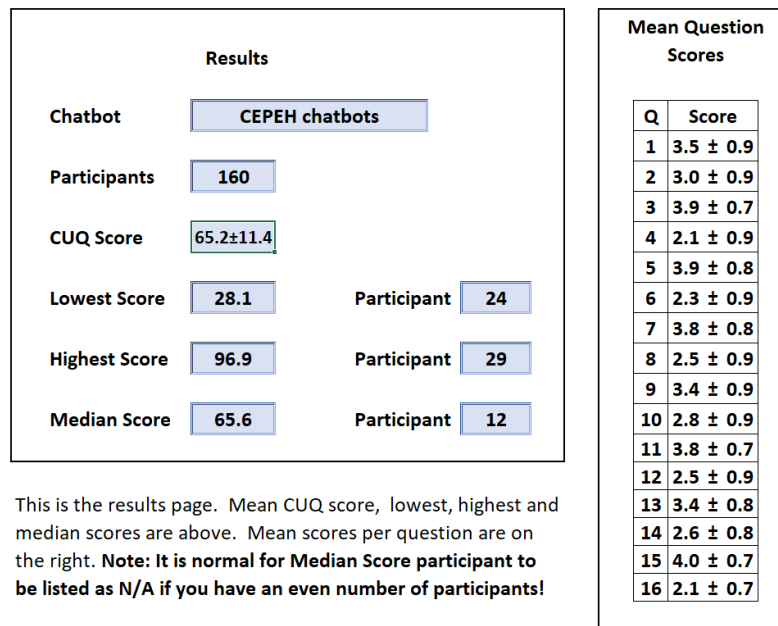 Results
Chatbot CEPEH chatbots
Participants 160
CUQ Score 65.2±11.4
Lowest Score 28.1 Participant 24
Highest Score 96.9 Participant 29
Median Score 65.6 Participant 12
This is the results page. Mean CUQ score, lowest, highest and
median scores are above. Mean scores per question are on
the right. Note: It is normal for Median Score participant to
be listed as N/A if you have an even number of participants!
Mean Question
Scores
Q Score
1 3.5 ± 0.9
2 3.0 ± 0.9
3 3.9 ± 0.7
4 2.1 ± 0.9
5 3.9 ± 0.8
6 2.3 ± 0.9
7 3.8 ± 0.8
8 2.5 ± 0.9
9 3.4 ± 0.9
10 2.8 ± 0.9
11 3.8 ± 0.7
12 2.5 ± 0.9
13 3.4 ± 0.8
14 2.6 ± 0.8
15 4.0 ± 0.7
16 2.1 ± 0.7